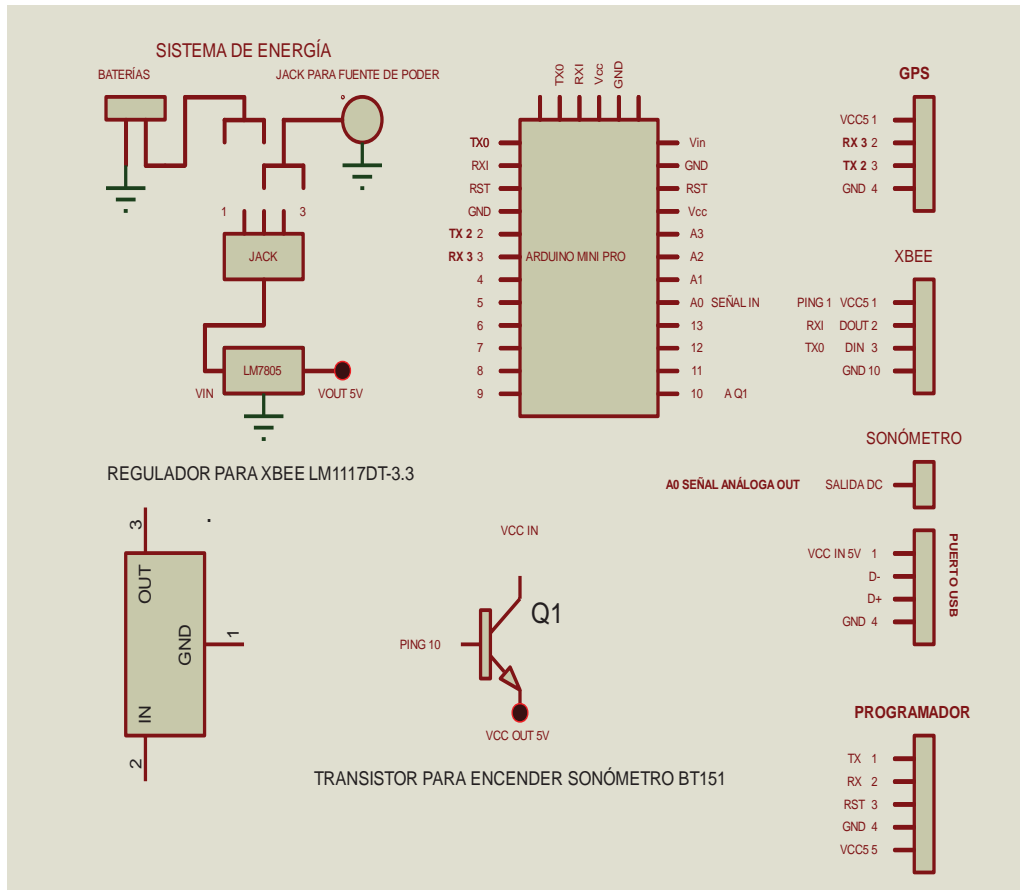 SISTEMA DE ENERGÍA
BATERÍAS
JACK PARA FUENTE DE PODER
1
3
JACK
LM7805
VIN
VOUT 5V
TX0
RXI
Vcc
GND
TX0
RXI
RST
GND
TX 2 2
RX 3 3
4
5
6
7
8
9
ARDUINO MINI PRO
Vin
GND
RST
Vcc
A3
A2
A1
A0 SEÑAL IN
13
12
11
10 A Q1
GPS
VCC5 1
RX 3 2
TX 2 3
GND 4
XBEE
PING 1 VCC5 1
RXI DOUT 2
TX0 DIN 3
GND 10
SONÓMETRO
A0 SEÑAL ANÁLOGA OUT SALIDA DC
PUERTO USB
VCC IN 5V 1
D-
D+
GND 4
REGULADOR PARA XBEE LM1117DT-3.3
3
OUT
GND
1
IN
2
VCC IN
Q1
PING 10
VCC OUT 5V
TRANSISTOR PARA ENCENDER SONÓMETRO BT151
PROGRAMADOR
TX 1
RX 2
RST 3
GND 4
VCC5 5